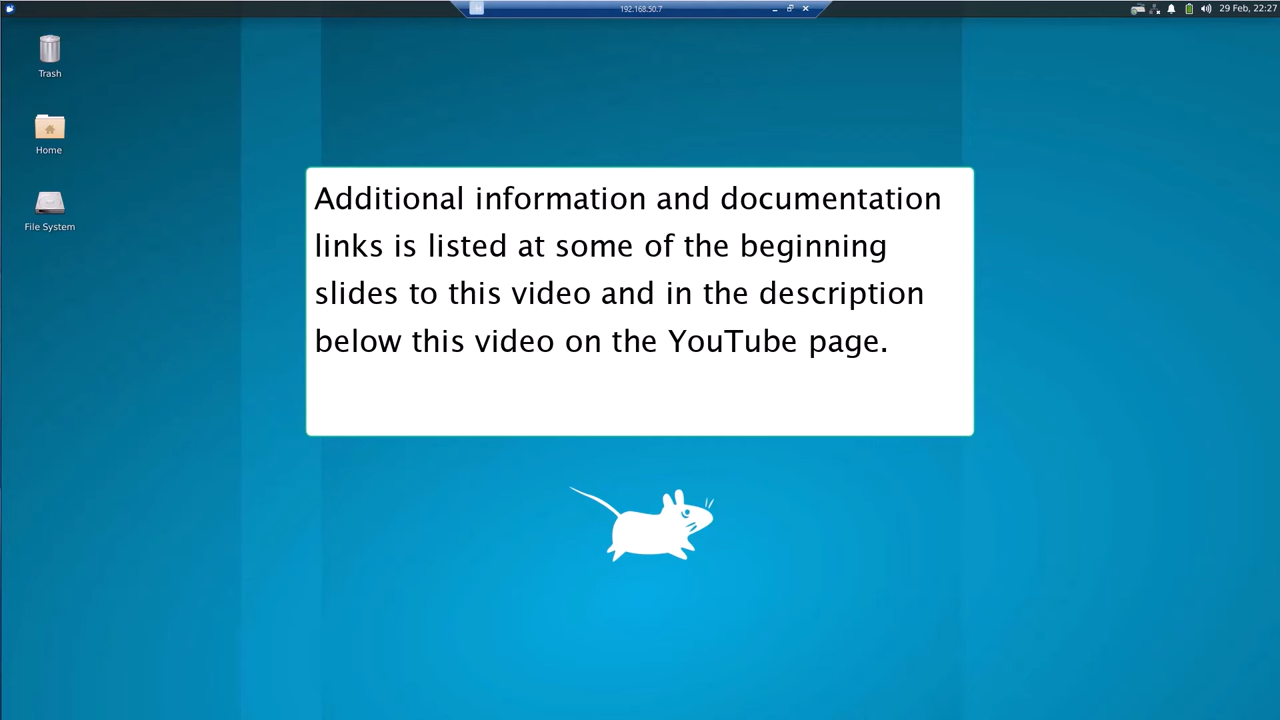 192.168.50.7
29 Feb, 22:27
Trash
Home
File System
Additional information and documentation
links is listed at some of the beginning
slides to this video and in the description
below this video on the YouTube page.